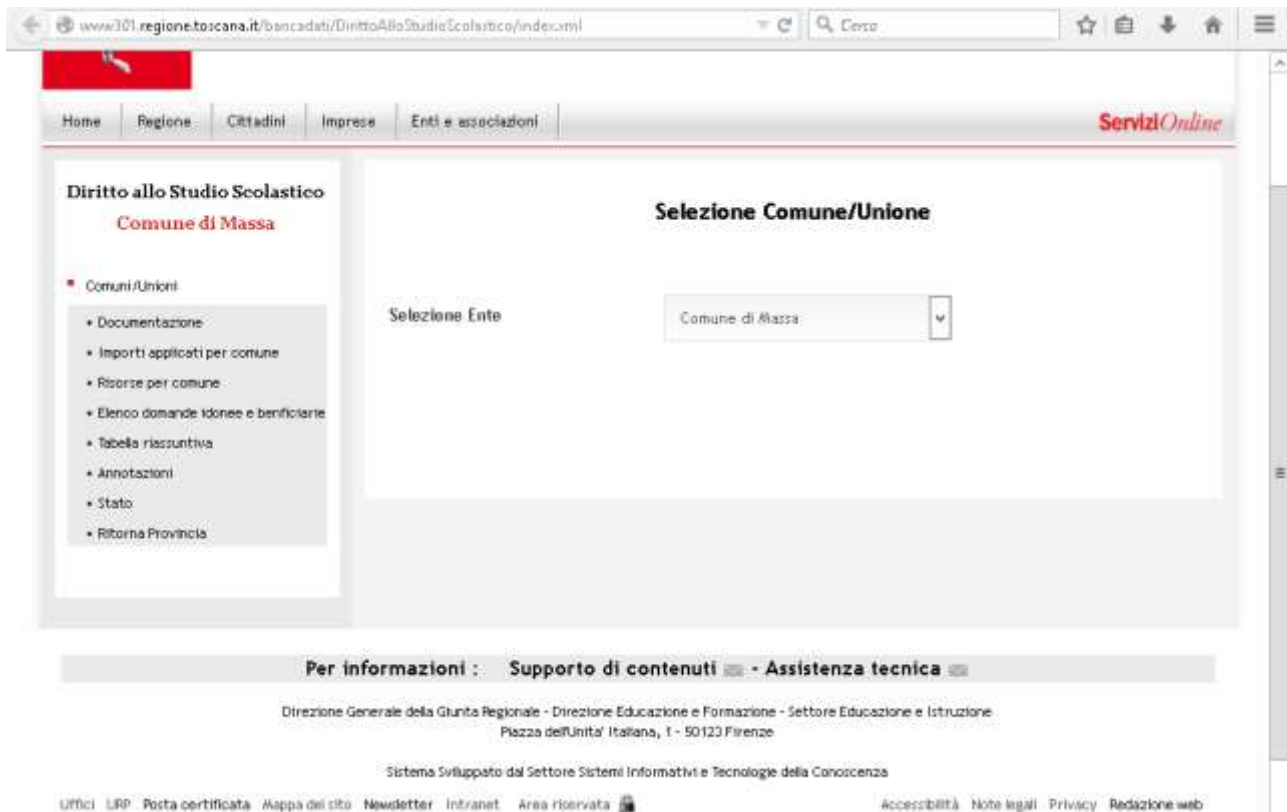 www301.regione.toscana.it/bancadati/DirittoAlloStudioScolastico/index.xml
Cerca
Home Regione Cittadini Imprese Enti e associazioni ServiziOnline
Diritto allo Studio Scolastico
Comune di Massa
Comuni/Unioni
• Documentazione
• Importi applicati per comune
• Risorse per comune
• Elenco domande idonee e benficiarie
• Tabella riassuntiva
• Annotazioni
• Stato
• Ritorna Provincia
Selezione Comune/Unione
Selezione Ente Comune di Massa
Per informazioni : Supporto di contenuti - Assistenza tecnica
Direzione Generale della Giunta Regionale - Direzione Educazione e Formazione - Settore Educazione e Istruzione
Piazza dell'Unita' Italiana, 1 - 50123 Firenze
Sistema Sviluppato dal Settore Sistemi Informativi e Tecnologie della Conoscenza
Uffici URP Posta certificata Mappa del sito Newsletter Intranet Area riservata Accessibilità Note legali Privacy Redazione web